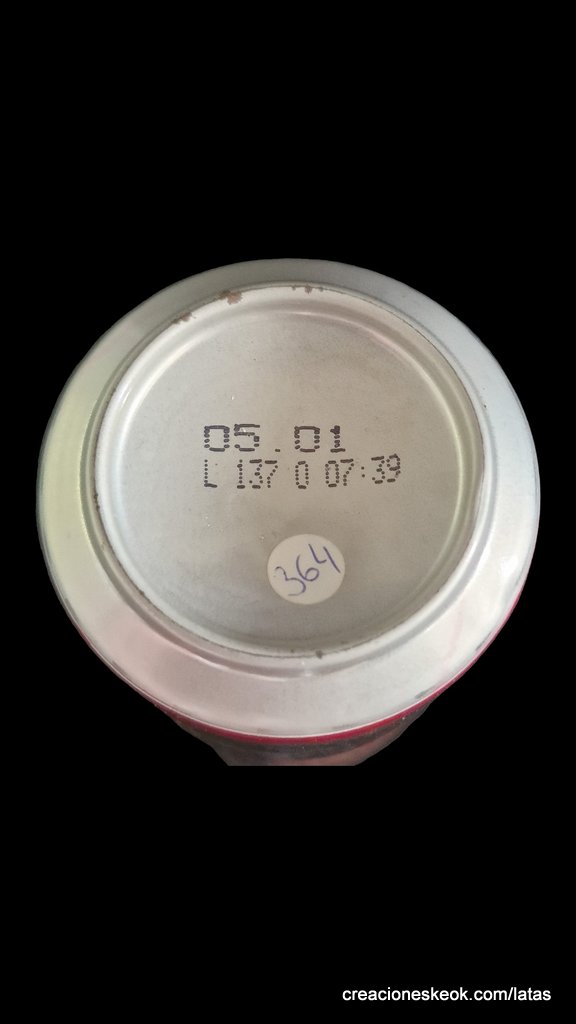 05.01
L 137 0 07:39
364
creacioneskeok.com/latas